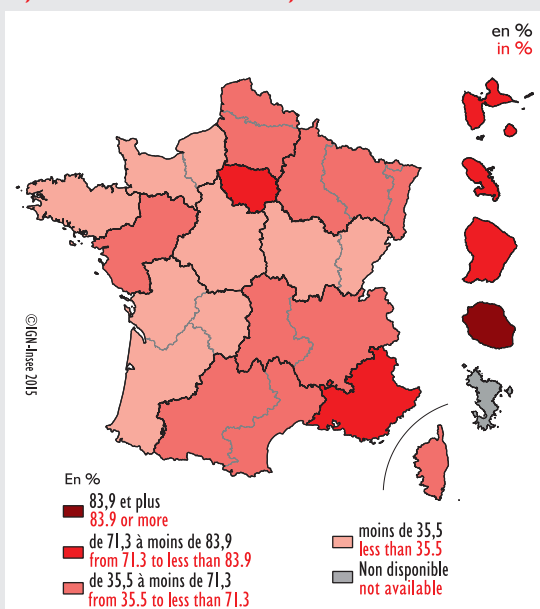 en %
in %
©IGN-Insee 2015
En %
83,9 et plus
83.9 or more
de 71,3 à moins de 83,9
from 71.3 to less than 83.9
de 35,5 à moins de 71,3
from 35.5 to less than 71.3
moins de 35,5
less than 35.5
Non disponible
not available